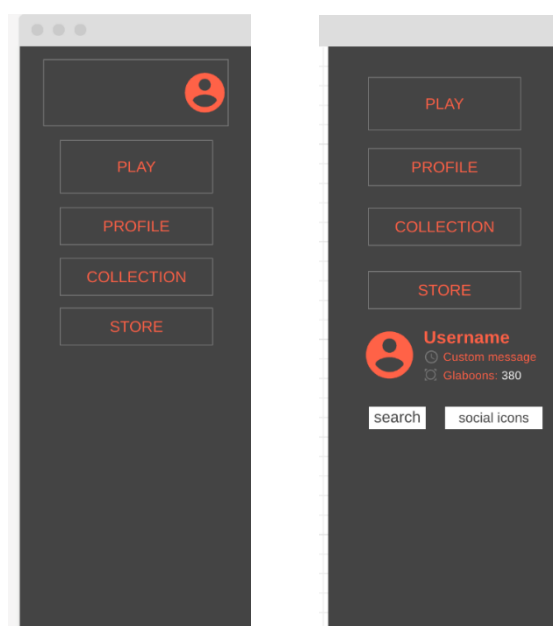 PLAY
PROFILE
COLLECTION
STORE
PLAY
PROFILE
COLLECTION
STORE
Username
Custom message
Glaboons: 380
search
social icons